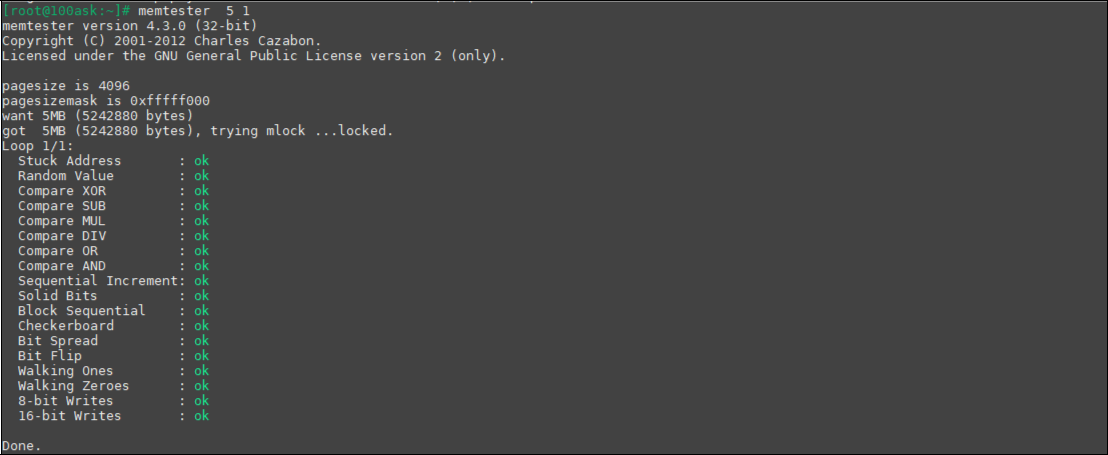 [root@100ask:~]# memtester  5 1
memtester version 4.3.0 (32-bit)
Copyright (C) 2001-2012 Charles Cazabon.
Licensed under the GNU General Public License version 2 (only).

pagesize is 4096
pagesizemask is 0xfffff000
want 5MB (5242880 bytes)
got  5MB (5242880 bytes), trying mlock ...locked.
Loop 1/1:
  Stuck Address       : ok
  Random Value        : ok
  Compare XOR         : ok
  Compare SUB         : ok
  Compare MUL         : ok
  Compare DIV         : ok
  Compare OR          : ok
  Compare AND         : ok
  Sequential Increment: ok
  Solid Bits          : ok
  Block Sequential    : ok
  Checkerboard        : ok
  Bit Spread          : ok
  Bit Flip            : ok
  Walking Ones        : ok
  Walking Zeroes      : ok
  8-bit Writes        : ok
  16-bit Writes       : ok

Done.